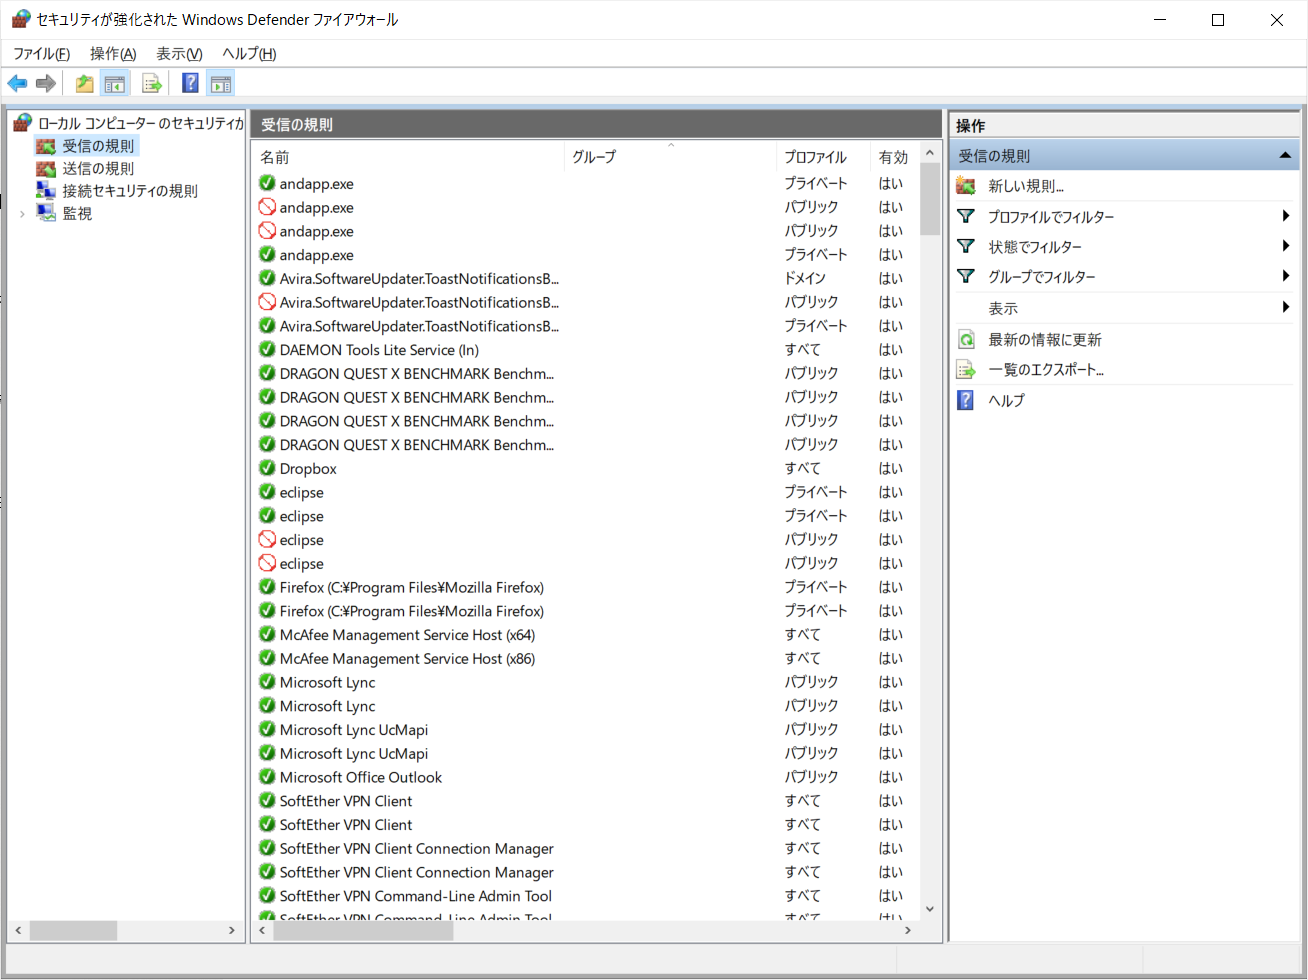 セキュリティが強化された Windows Defender ファイアウォール
ファイル(F) 操作(A) 表示(V) ヘルプ(H)
ローカル コンピューター のセキュリティが
受信の規則
送信の規則
接続セキュリティの規則
監視
受信の規則
名前 グループ プロファイル 有効
andapp.exe プライベート はい
andapp.exe パブリック はい
andapp.exe パブリック はい
andapp.exe プライベート はい
Avira.SoftwareUpdater.ToastNotificationsB... ドメイン はい
Avira.SoftwareUpdater.ToastNotificationsB... パブリック はい
Avira.SoftwareUpdater.ToastNotificationsB... プライベート はい
DAEMON Tools Lite Service (In) すべて はい
DRAGON QUEST X BENCHMARK Benchm... パブリック はい
DRAGON QUEST X BENCHMARK Benchm... パブリック はい
DRAGON QUEST X BENCHMARK Benchm... パブリック はい
DRAGON QUEST X BENCHMARK Benchm... パブリック はい
Dropbox すべて はい
eclipse プライベート はい
eclipse プライベート はい
eclipse パブリック はい
eclipse パブリック はい
Firefox (C:¥Program Files¥Mozilla Firefox) プライベート はい
Firefox (C:¥Program Files¥Mozilla Firefox) プライベート はい
McAfee Management Service Host (x64) すべて はい
McAfee Management Service Host (x86) すべて はい
Microsoft Lync パブリック はい
Microsoft Lync パブリック はい
Microsoft Lync UcMapi パブリック はい
Microsoft Lync UcMapi パブリック はい
Microsoft Office Outlook パブリック はい
SoftEther VPN Client すべて はい
SoftEther VPN Client すべて はい
SoftEther VPN Client Connection Manager すべて はい
SoftEther VPN Client Connection Manager すべて はい
SoftEther VPN Command-Line Admin Tool すべて はい
SoftEther VPN Command-Line Admin Tool すべて はい
操作
受信の規則
新しい規則...
プロファイルでフィルター
状態でフィルター
グループでフィルター
表示
最新の情報に更新
一覧のエクスポート...
ヘルプ